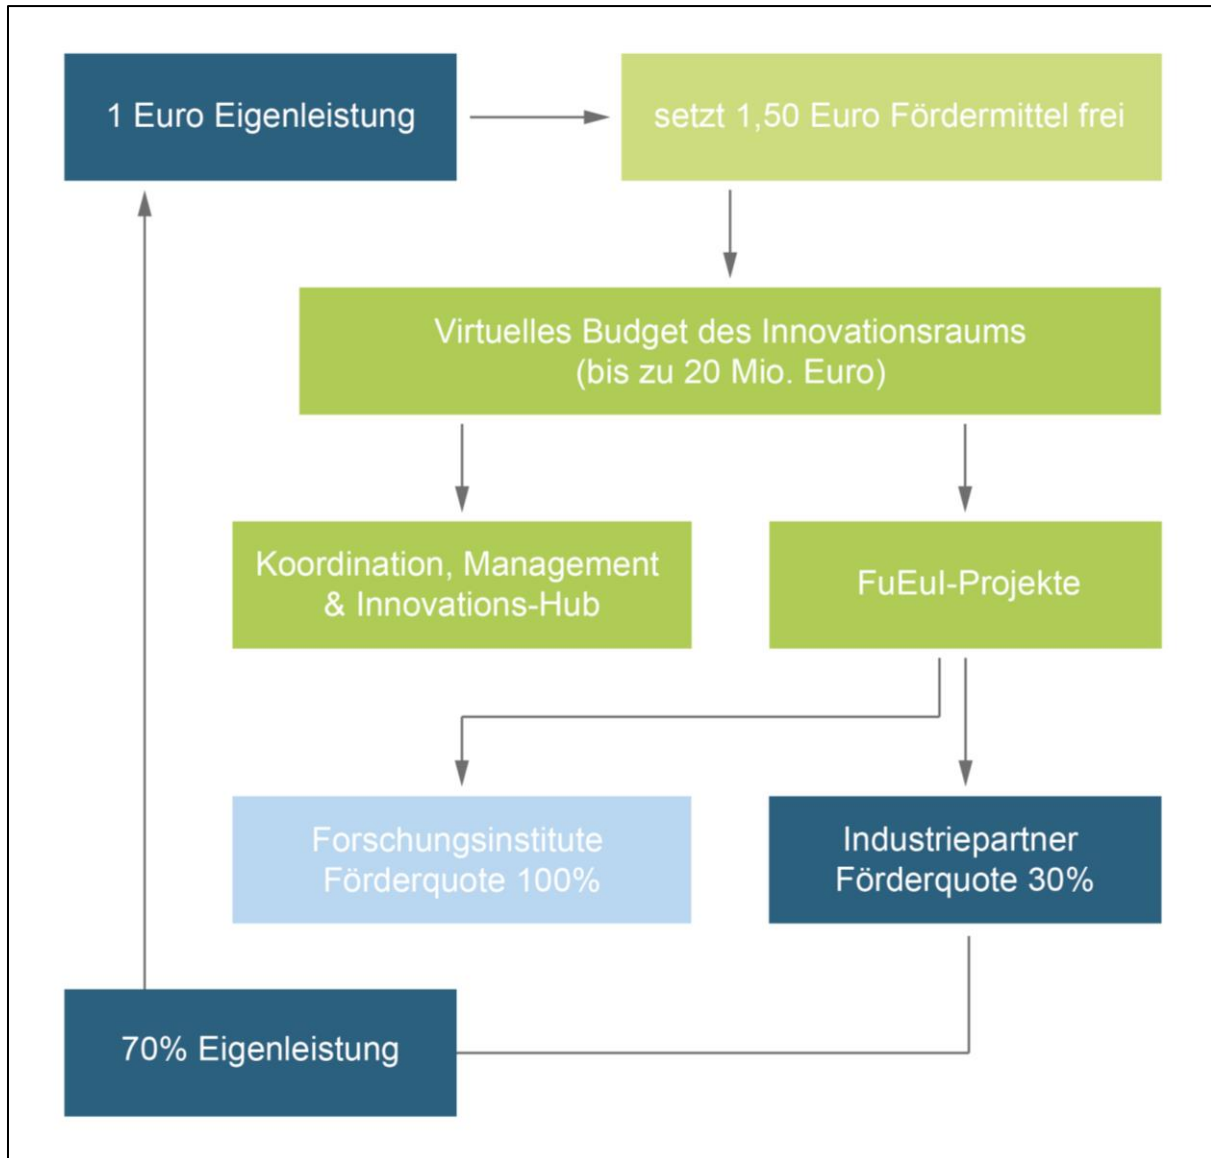 1 Euro Eigenleistung
setzt 1,50 Euro Fördermittel frei
Virtuelles Budget des Innovationsraums
(bis zu 20 Mio. Euro)
Koordination, Management
& Innovations-Hub
FuEuI-Projekte
Forschungsinstitute
Förderquote 100%
Industriepartner
Förderquote 30%
70% Eigenleistung